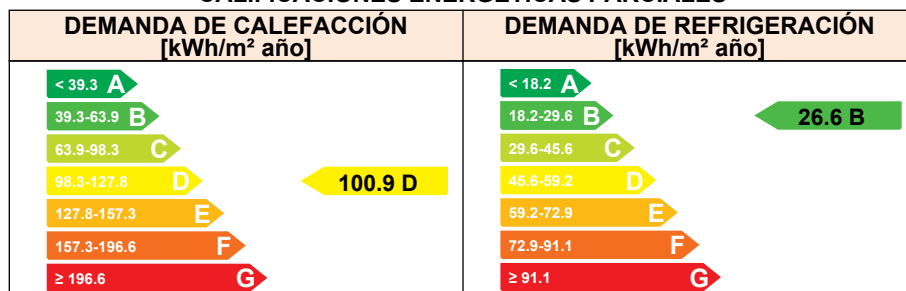 CALIFICACIONES ENERGÉTICAS PARCIALES
DEMANDA DE CALEFACCIÓN
[kWh/m² año]
< 39.3 A
39.3-63.9 B
63.9-98.3 C
98.3-127.8 D
127.8-157.3 E
157.3-196.6 F
≥ 196.6 G
100.9 D
DEMANDA DE REFRIGERACIÓN
[kWh/m² año]
< 18.2 A
18.2-29.6 B
29.6-45.6 C
45.6-59.2 D
59.2-72.9 E
72.9-91.1 F
≥ 91.1 G
26.6 B